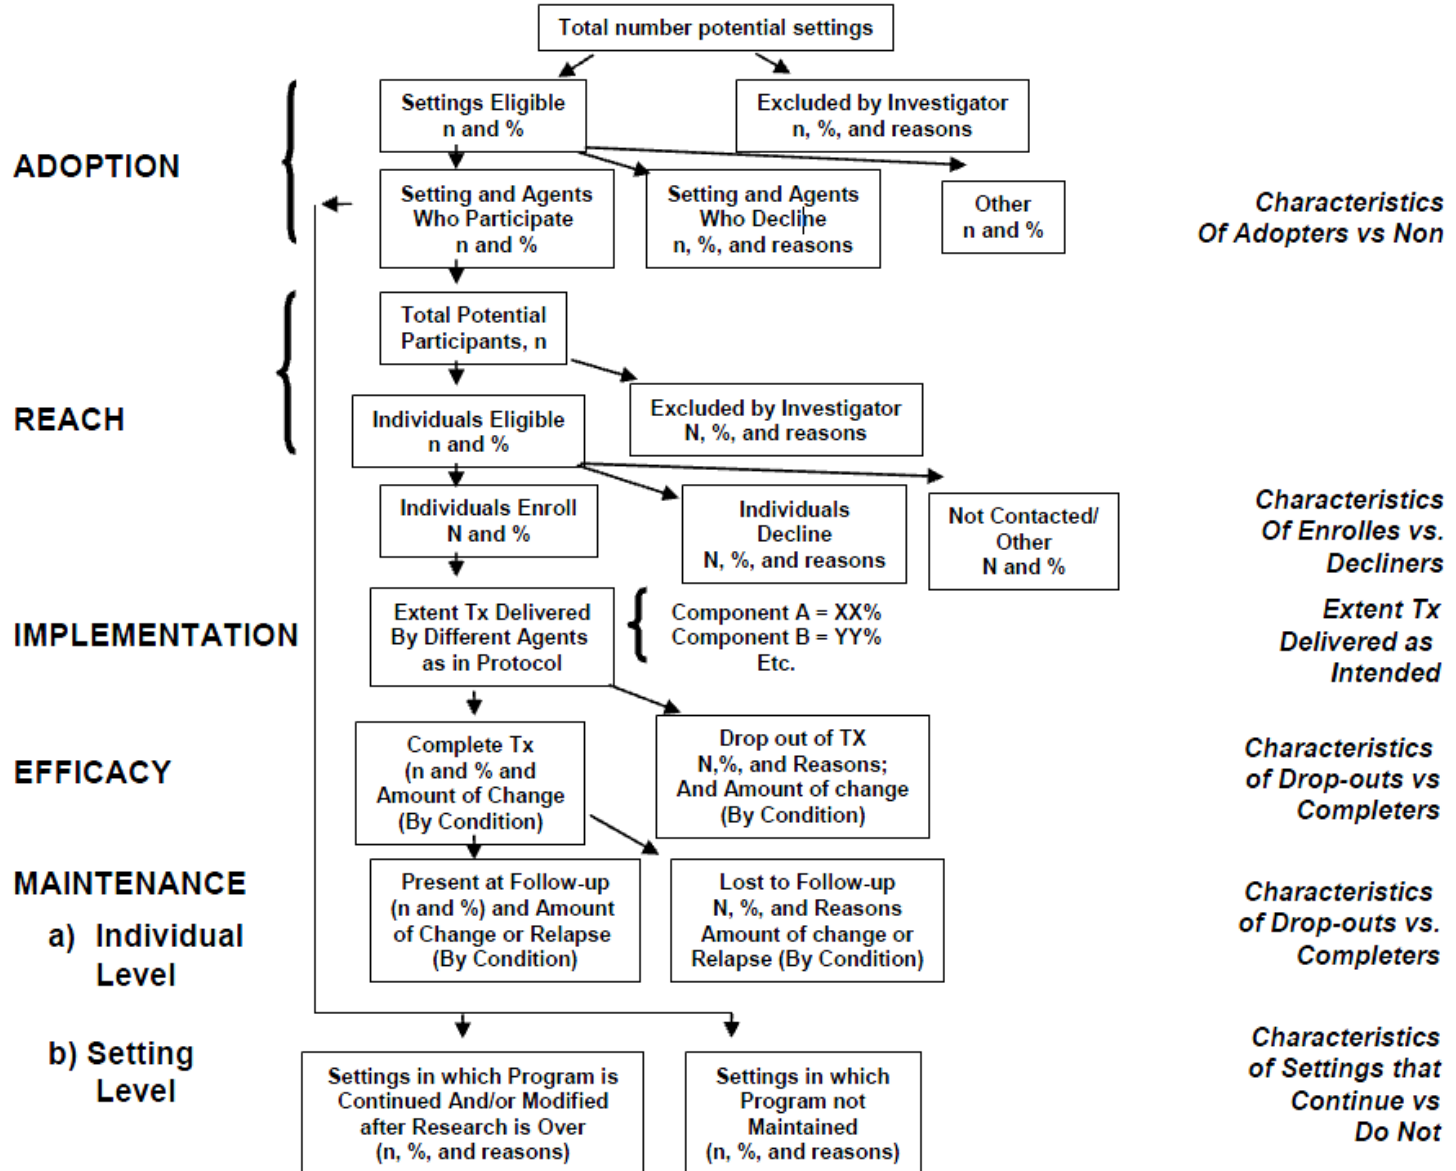 Total number potential settings
Settings Eligible
n and %
Excluded by Investigator
n, %, and reasons
ADOPTION
Setting and Agents
Who Participate
n and %
Setting and Agents
Who Decline
n, %, and reasons
Other
n and %
Characteristics
Of Adopters vs Non
Total Potential
Participants, n
REACH
Individuals Eligible
n and %
Excluded by Investigator
N, %, and reasons
Individuals Enroll
N and %
Individuals
Decline
N, %, and reasons
Not Contacted/
Other
N and %
Characteristics
Of Enrolles vs.
Decliners
IMPLEMENTATION
Extent Tx Delivered
By Different Agents
as in Protocol
Component A = XX%
Component B = YY%
Etc.
Extent Tx
Delivered as
Intended
EFFICACY
Complete Tx
(n and % and
Amount of Change
(By Condition)
Drop out of TX
N,%, and Reasons;
And Amount of change
(By Condition)
Characteristics
of Drop-outs vs
Completers
MAINTENANCE
a) Individual
Level
Present at Follow-up
(n and %) and Amount
of Change or Relapse
(By Condition)
Lost to Follow-up
N, %, and Reasons
Amount of change or
Relapse (By Condition)
Characteristics
of Drop-outs vs.
Completers
b) Setting
Level
Settings in which Program is
Continued And/or Modified
after Research is Over
(n, %, and reasons)
Settings in which
Program not
Maintained
(n, %, and reasons)
Characteristics
of Settings that
Continue vs
Do Not